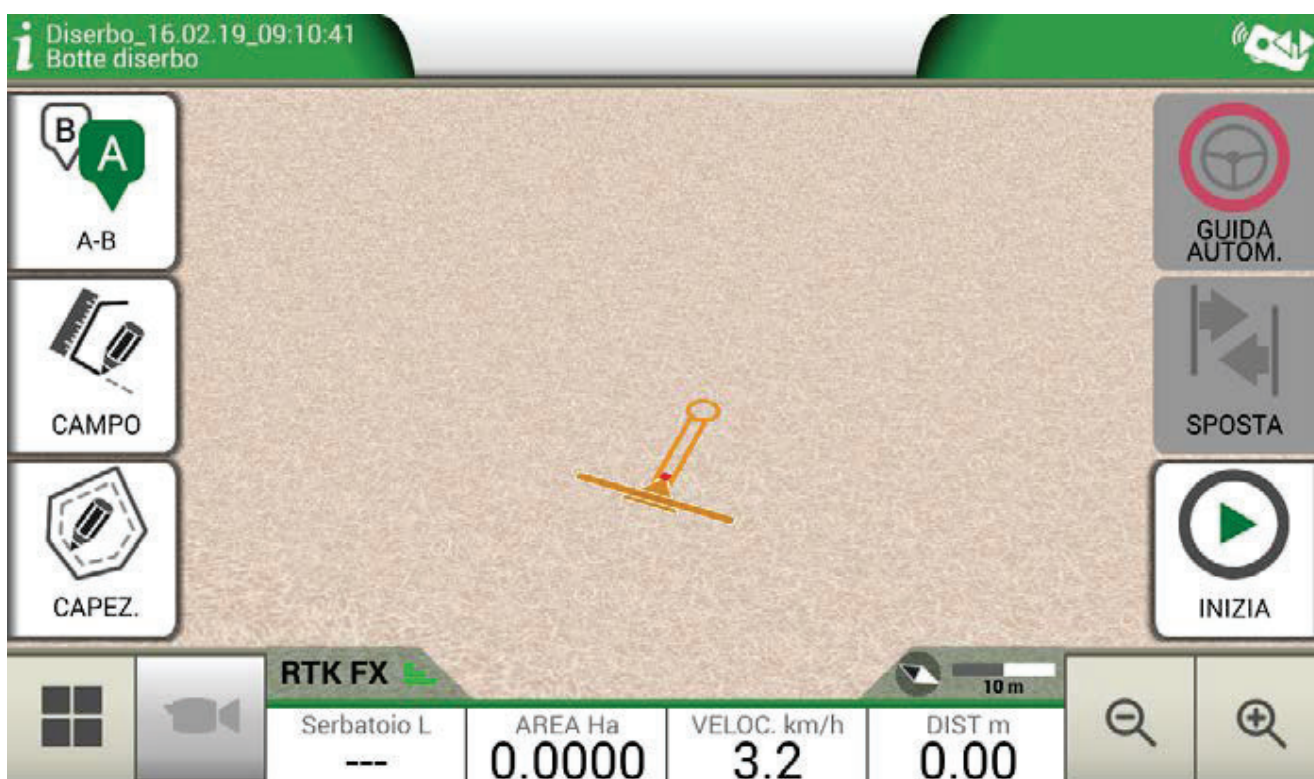 i
Diserbo_16.02.19_09:10:41
Botte diserbo
B
A
A-B
CAMPO
CAPEZ.
GUIDA
AUTOM.
SPOSTA
INIZIA
RTK FX
10 m
Serbatoio L
---
AREA Ha
0.0000
VELOC. km/h
3.2
DIST m
0.00